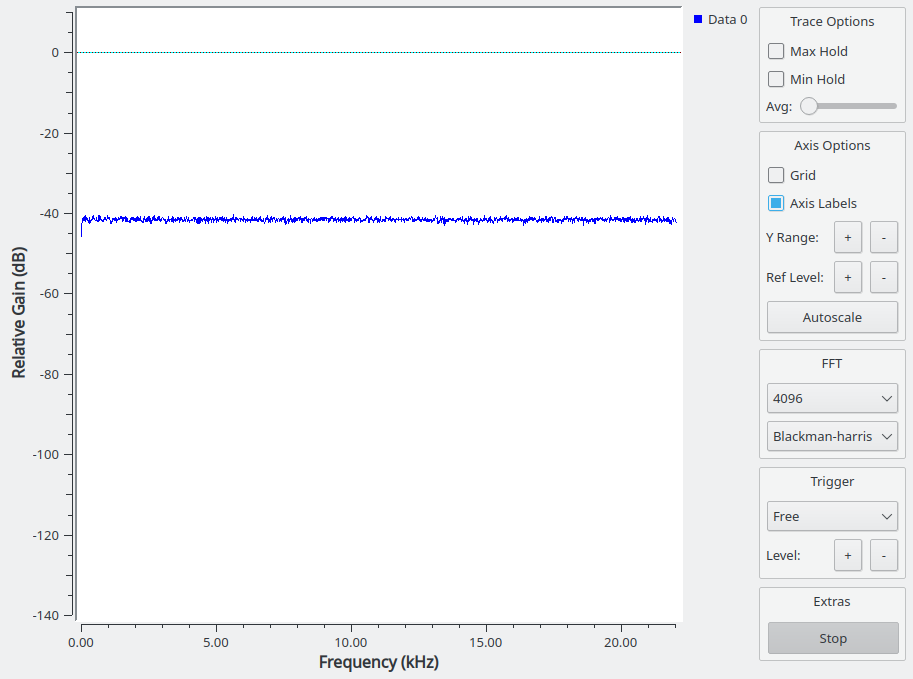 Data 0
0
-20
-40
-60
-80
-100
-120
-140
Relative Gain (dB)
0.00 5.00 10.00 15.00 20.00
Frequency (kHz)
Trace Options
Max Hold
Min Hold
Avg:
Axis Options
Grid
Axis Labels
Y Range: + -
Ref Level: + -
Autoscale
FFT
4096
Blackman-harris
Trigger
Free
Level: + -
Extras
Stop